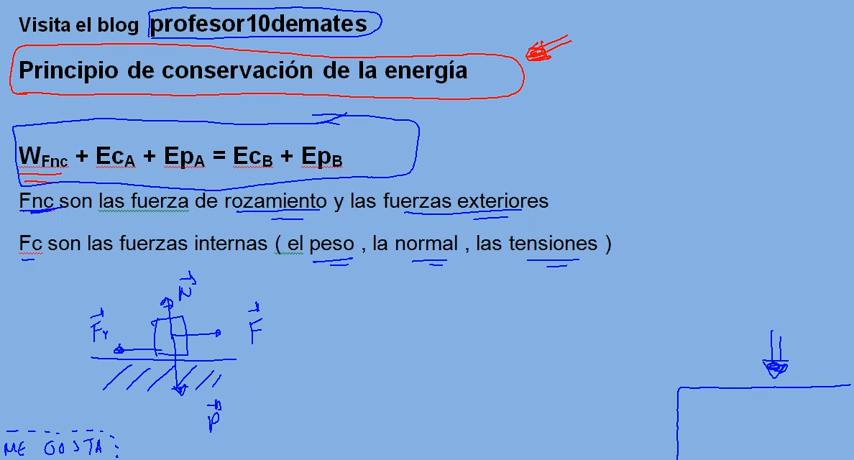 Visita el blog profesor10demates
Principio de conservación de la energía
WFnc + EcA + EpA = EcB + EpB
Fnc son las fuerza de rozamiento y las fuerzas exteriores
Fc son las fuerzas internas ( el peso , la normal , las tensiones )
N
Fr
F
P
ME GOSTA :